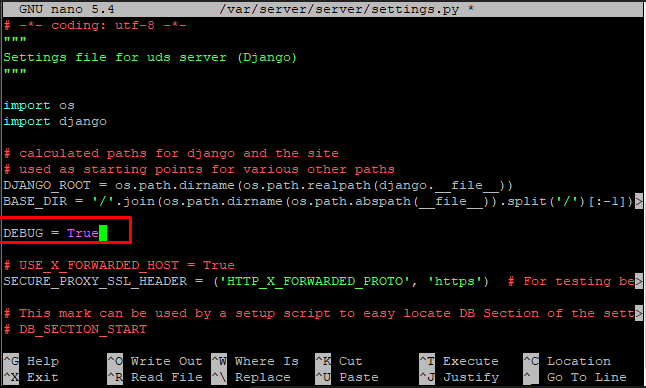 GNU nano 5.4 /var/server/server/settings.py *
# -*- coding: utf-8 -*-
"""
Settings file for uds server (Django)
"""
import os
import django
# calculated paths for django and the site
# used as starting points for various other paths
DJANGO_ROOT = os.path.dirname(os.path.realpath(django.__file__))
BASE_DIR = '/'.join(os.path.dirname(os.path.abspath(__file__)).split('/')[:-1])>
DEBUG = True
# USE_X_FORWARDED_HOST = True
SECURE_PROXY_SSL_HEADER = ('HTTP_X_FORWARDED_PROTO', 'https')  # For testing be>
# This mark can be used by a setup script to easy locate DB Section of the sett>
# DB_SECTION_START
^G Help ^O Write Out ^W Where Is ^K Cut ^T Execute ^C Location
^X Exit ^R Read File ^\ Replace ^U Paste ^J Justify ^_ Go To Line